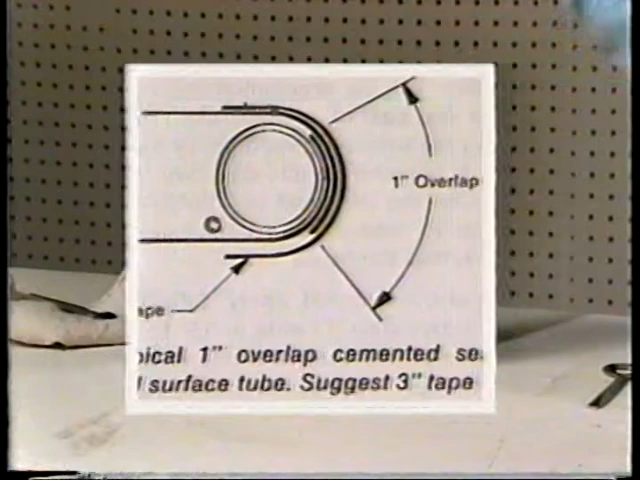 1" Overlap
ape
pical 1" overlap cemented se
surface tube. Suggest 3" tape